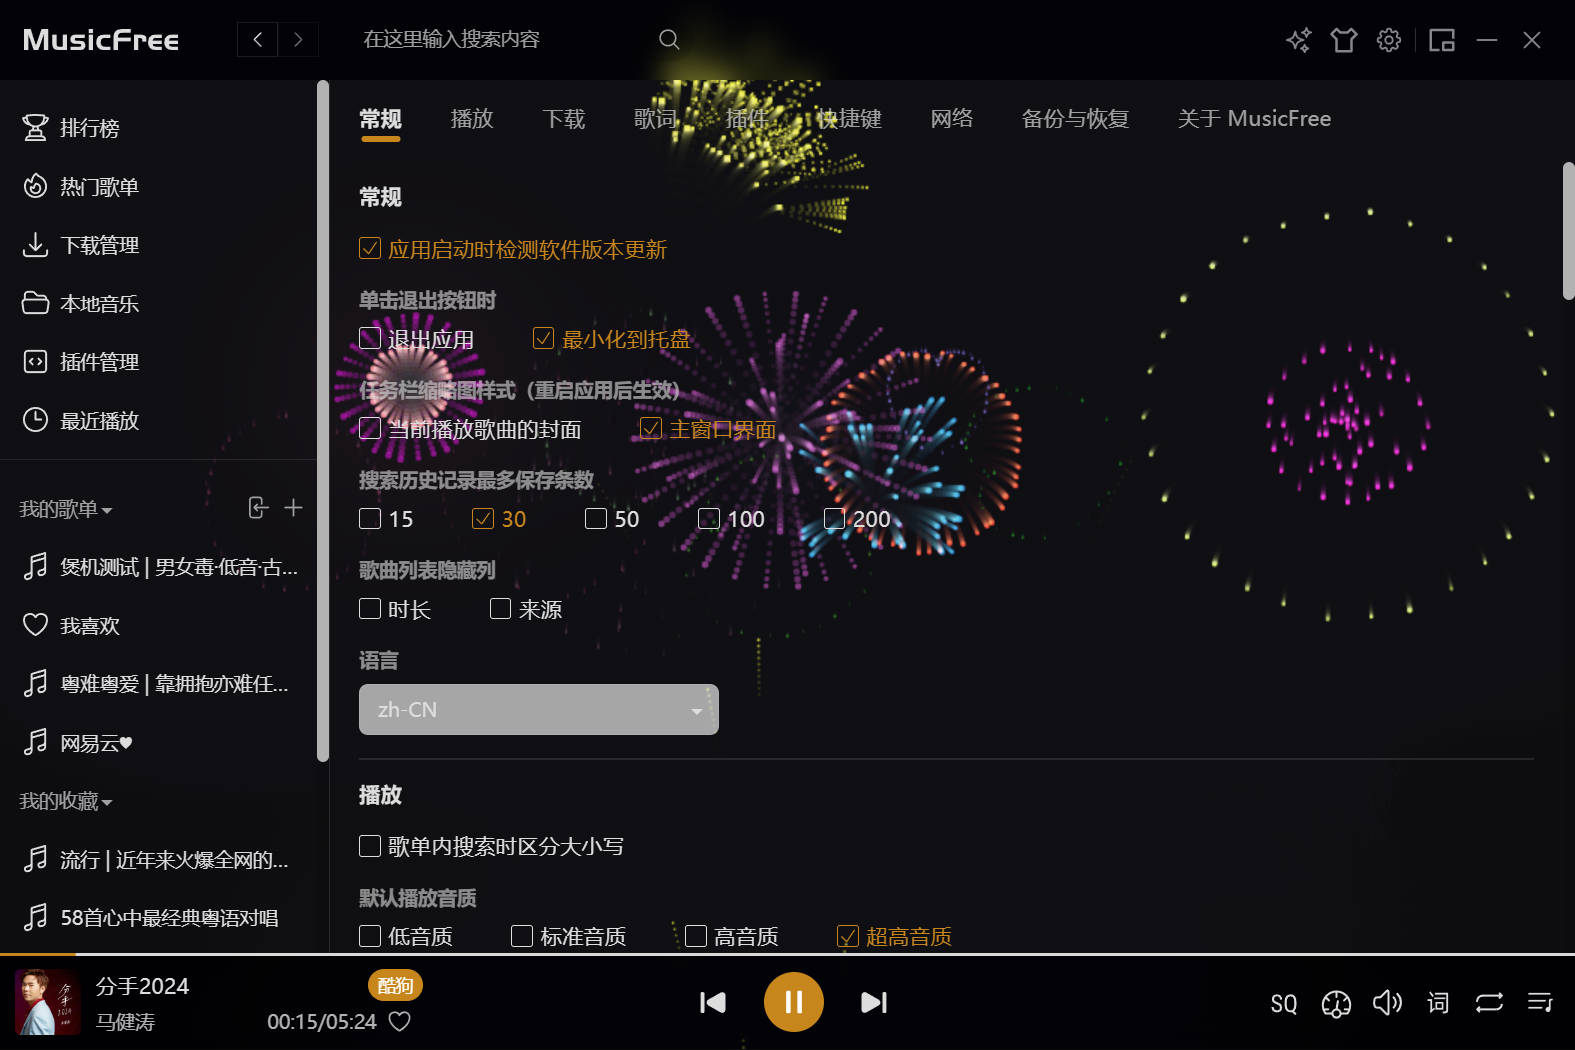 MusicFree
在这里输入搜索内容
排行榜
热门歌单
下载管理
本地音乐
插件管理
最近播放
我的歌单
煲机测试 | 男女毒·低音·古...
我喜欢
粤难粤爱 | 靠拥抱亦难任...
网易云♥
我的收藏
流行 | 近年来火爆全网的...
58首心中最经典粤语对唱
常规 播放 下载 歌词 插件 快捷键 网络 备份与恢复 关于 MusicFree
常规
应用启动时检测软件版本更新
单击退出按钮时
退出应用 最小化到托盘
任务栏缩略图样式（重启应用后生效）
当前播放歌曲的封面 主窗口界面
搜索历史记录最多保存条数
15 30 50 100 200
歌曲列表隐藏列
时长 来源
语言
zh-CN
播放
歌单内搜索时区分大小写
默认播放音质
低音质 标准音质 高音质 超高音质
分手2024
酷狗
马健涛
00:15/05:24
SQ
词
分手
2024